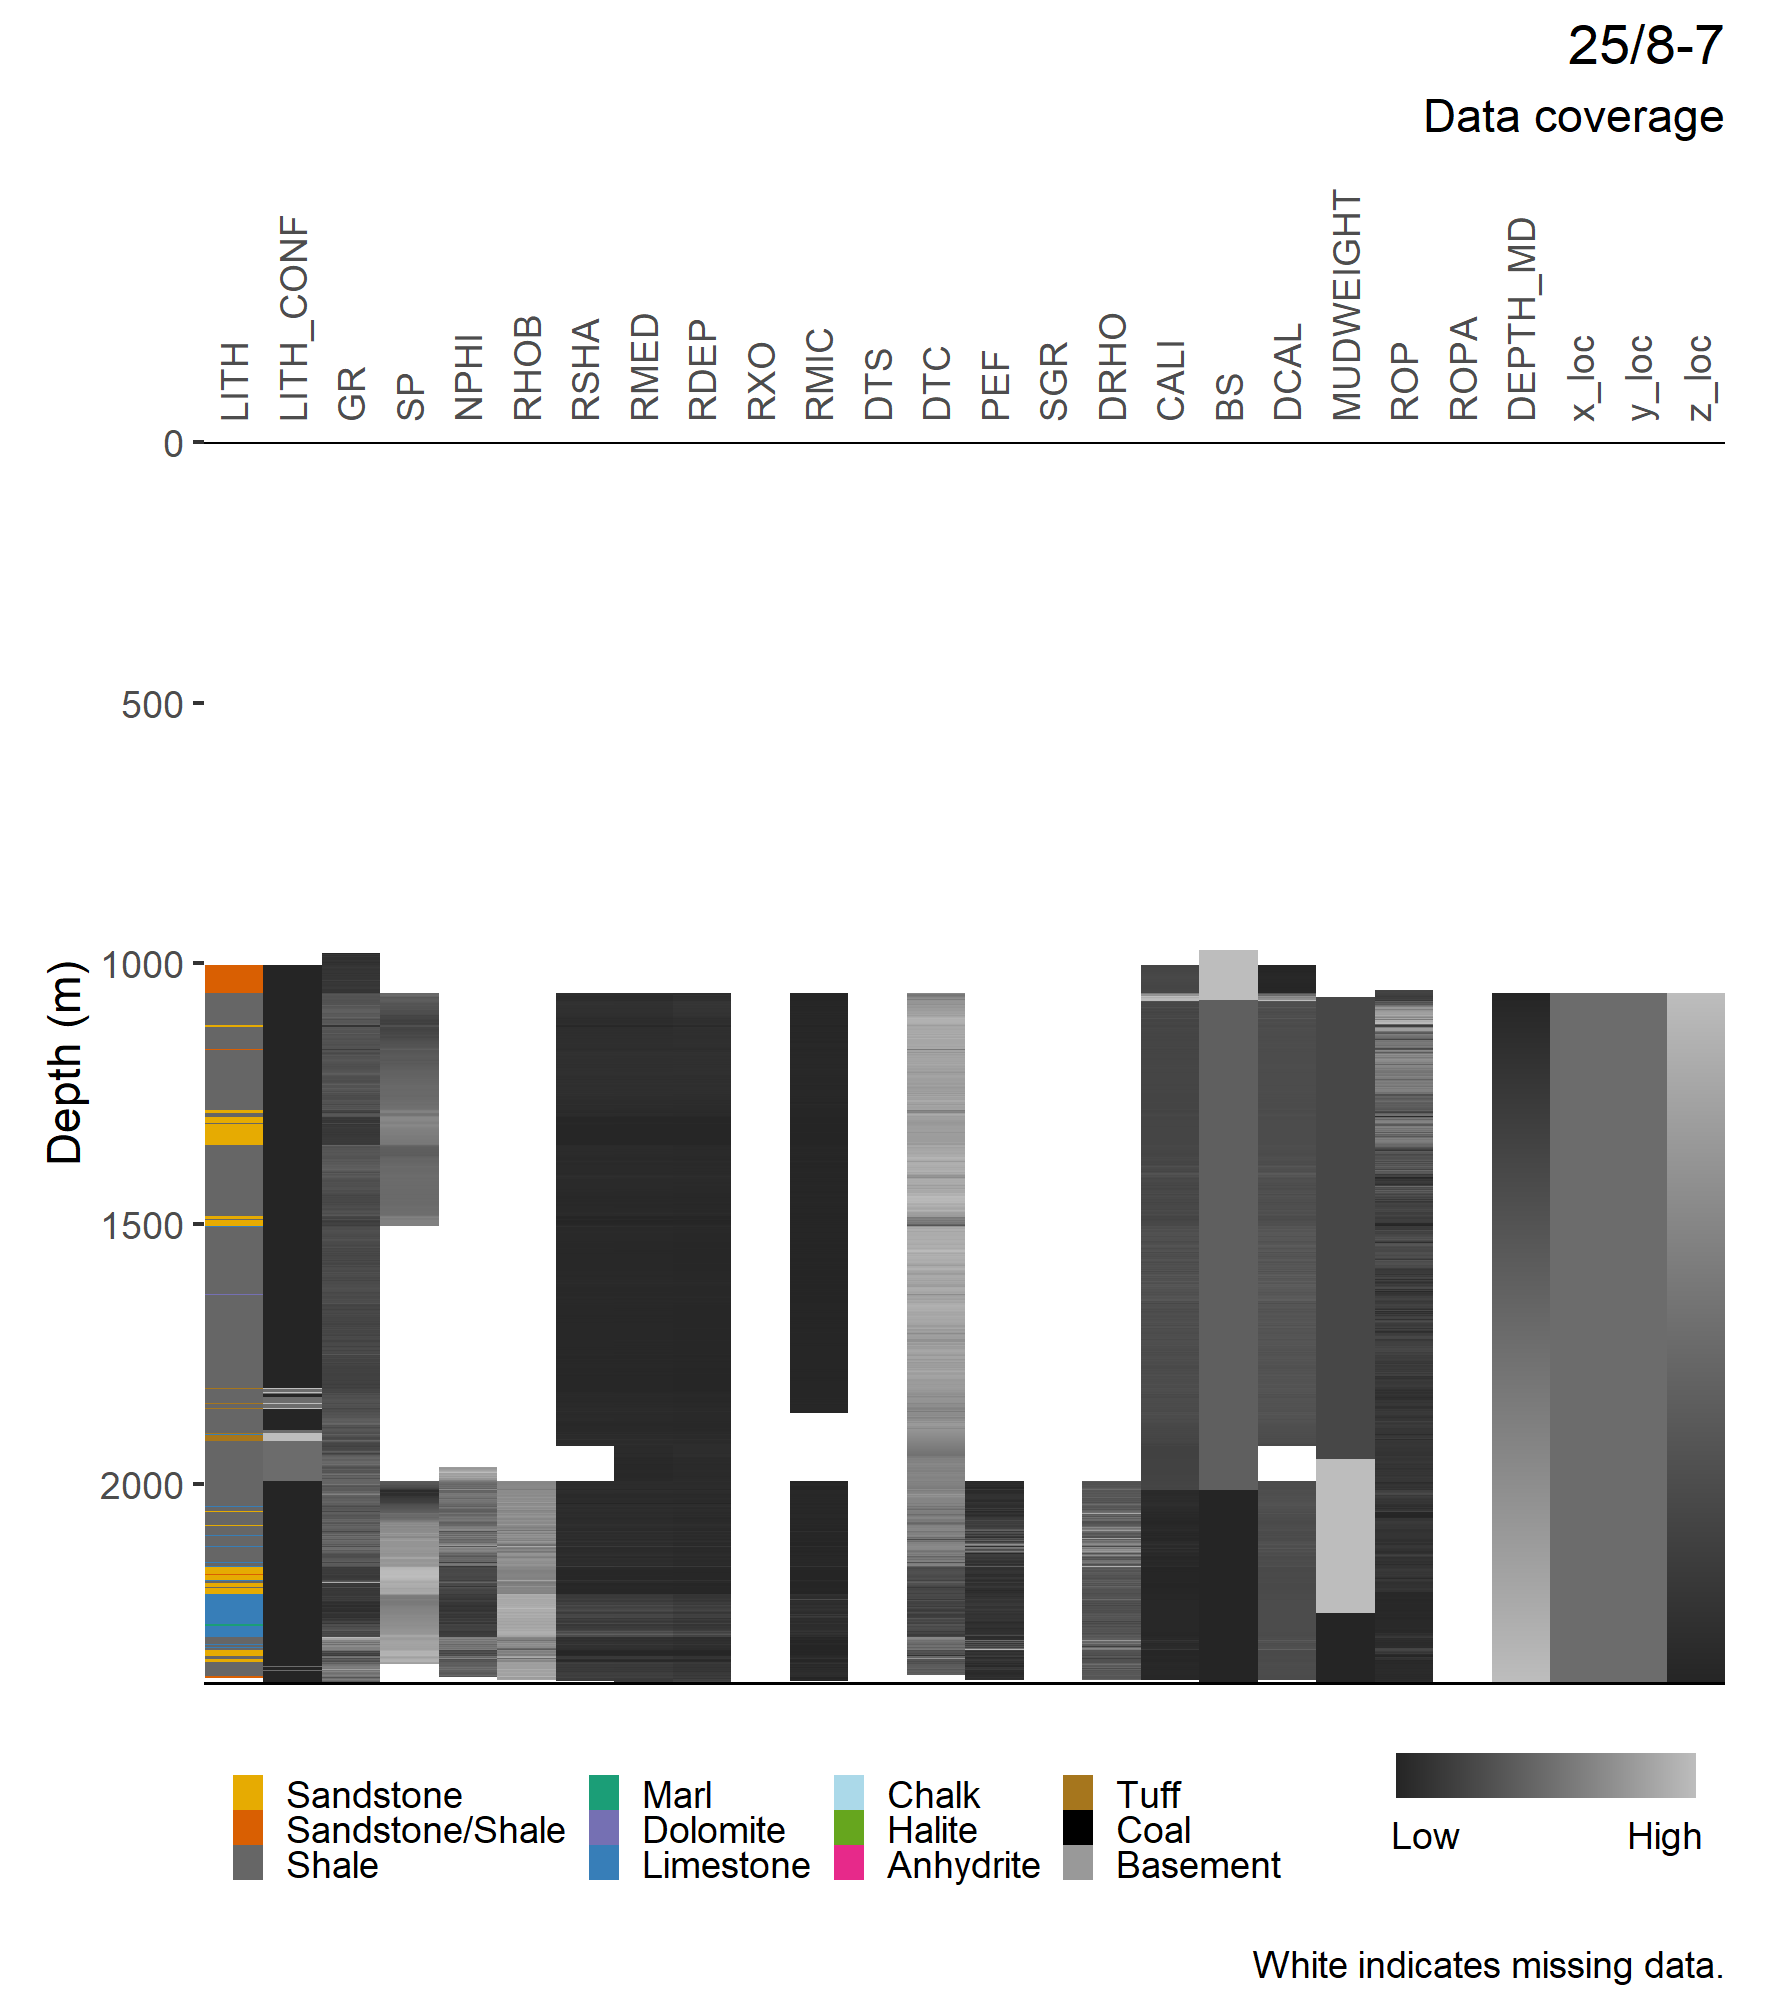 25/8-7
Data coverage
LITH
LITH_CONF
GR
SP
NPHI
RHOB
RSHA
RMED
RDEP
RXO
RMIC
DTS
DTC
PEF
SGR
DRHO
CALI
BS
DCAL
MUDWEIGHT
ROP
ROPA
DEPTH_MD
x_loc
y_loc
z_loc
0
500
1000
1500
2000
Depth (m)
Sandstone
Sandstone/Shale
Shale
Marl
Dolomite
Limestone
Chalk
Halite
Anhydrite
Tuff
Coal
Basement
Low High
White indicates missing data.